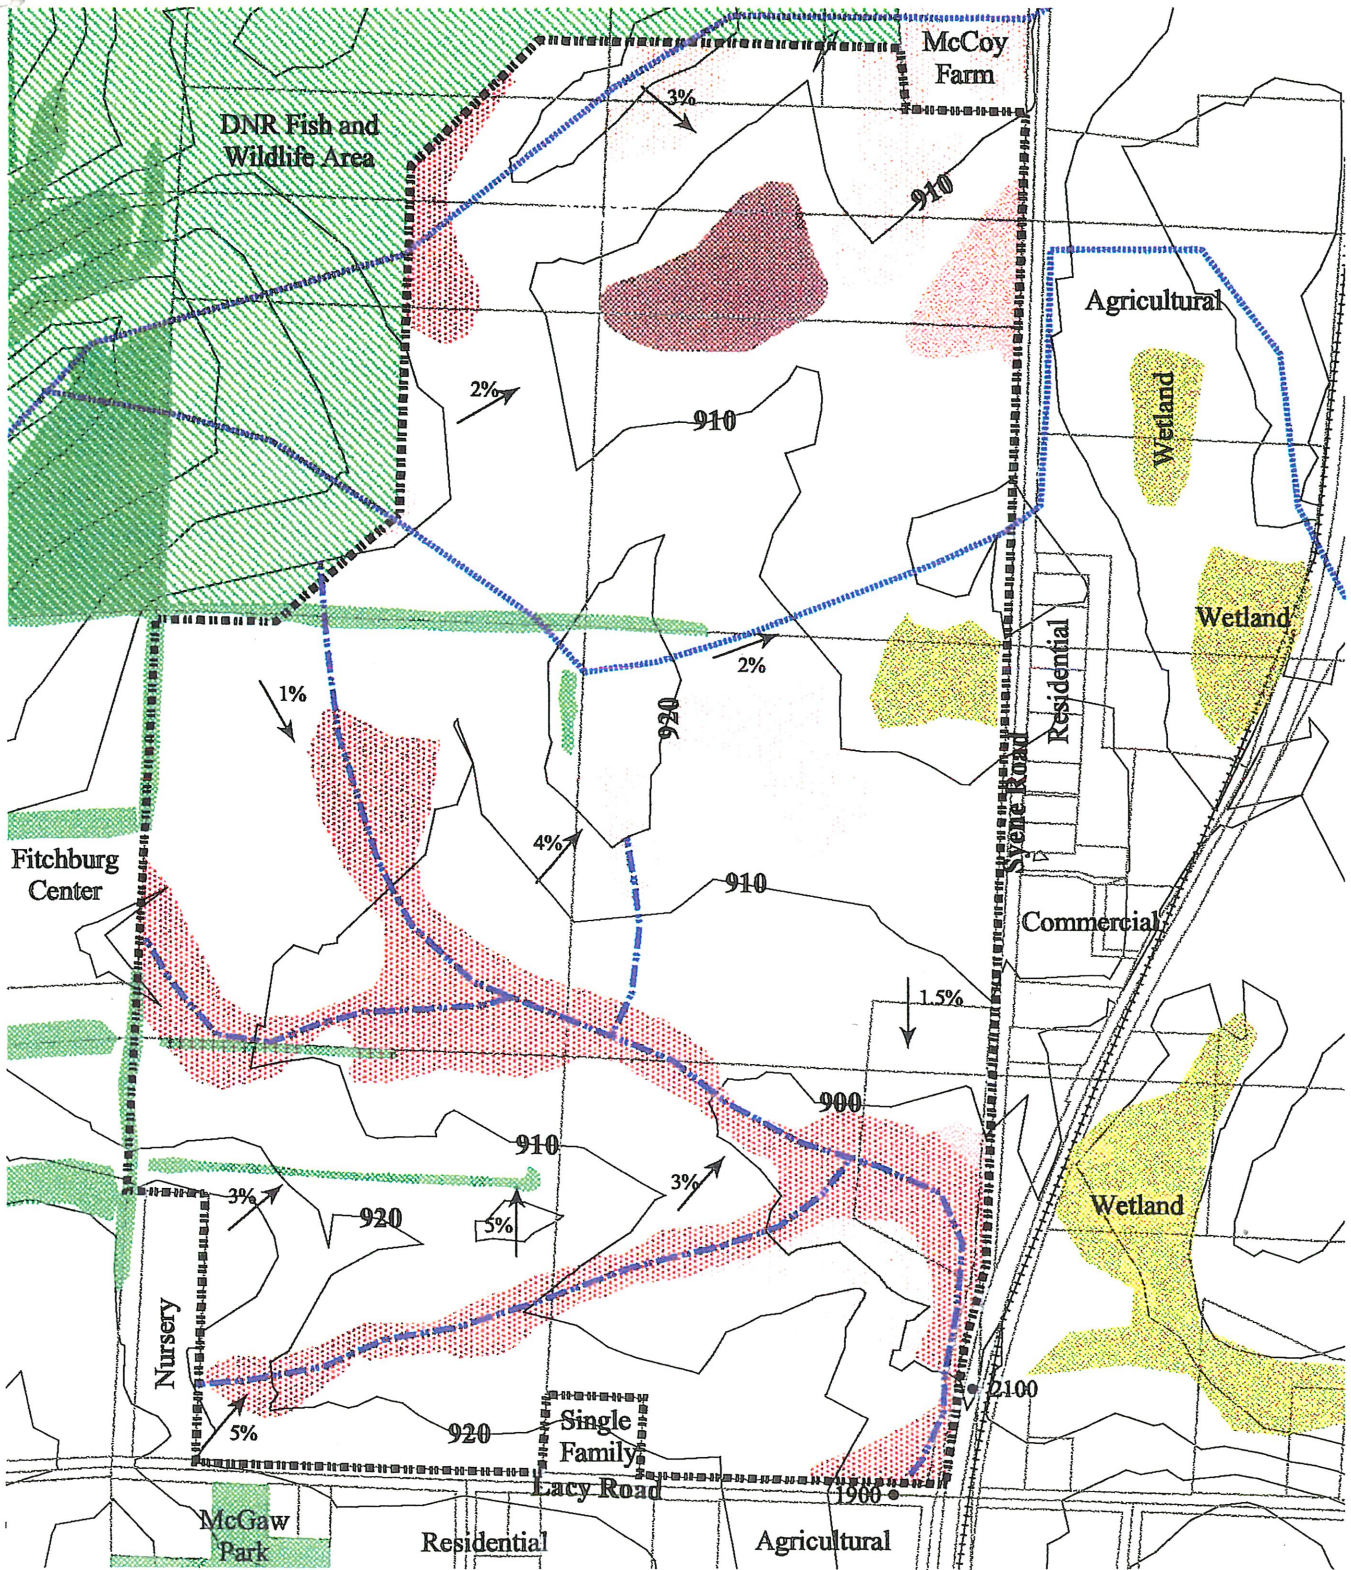 McCoy
Farm
3%
DNR Fish and
Wildlife Area
910
Agricultural
2%
910
Wetland
Wetland
Residential
2%
1%
920
Syene Road
4%
Fitchburg
Center
910
Commercial
1.5%
900
910
3%
3%
Wetland
920
5%
Nursery
2100
5%
920
Single
Family
Lacy Road
1900
McGaw
Park
Residential
Agricultural